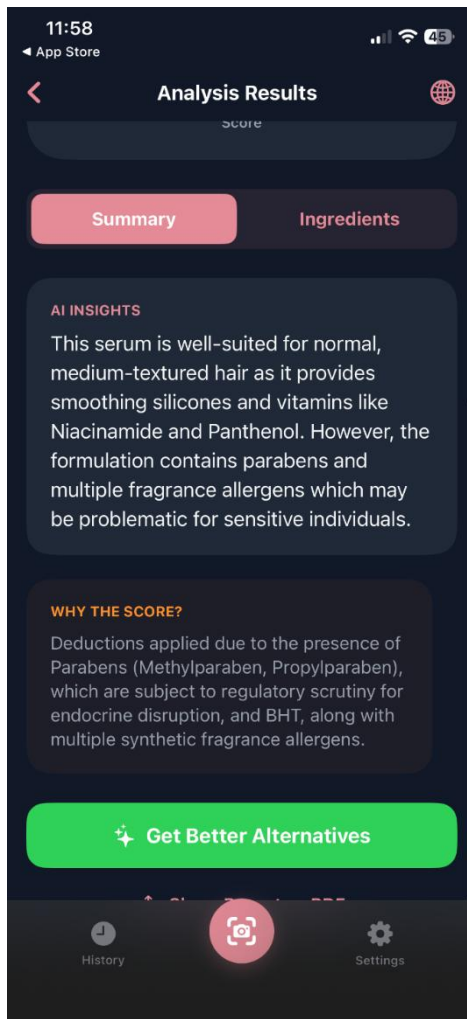 11:58
45
◀ App Store
Analysis Results
Score
Summary
Ingredients
AI INSIGHTS
This serum is well-suited for normal,
medium-textured hair as it provides
smoothing silicones and vitamins like
Niacinamide and Panthenol. However, the
formulation contains parabens and
multiple fragrance allergens which may
be problematic for sensitive individuals.
WHY THE SCORE?
Deductions applied due to the presence of
Parabens (Methylparaben, Propylparaben),
which are subject to regulatory scrutiny for
endocrine disruption, and BHT, along with
multiple synthetic fragrance allergens.
Get Better Alternatives
History
Settings